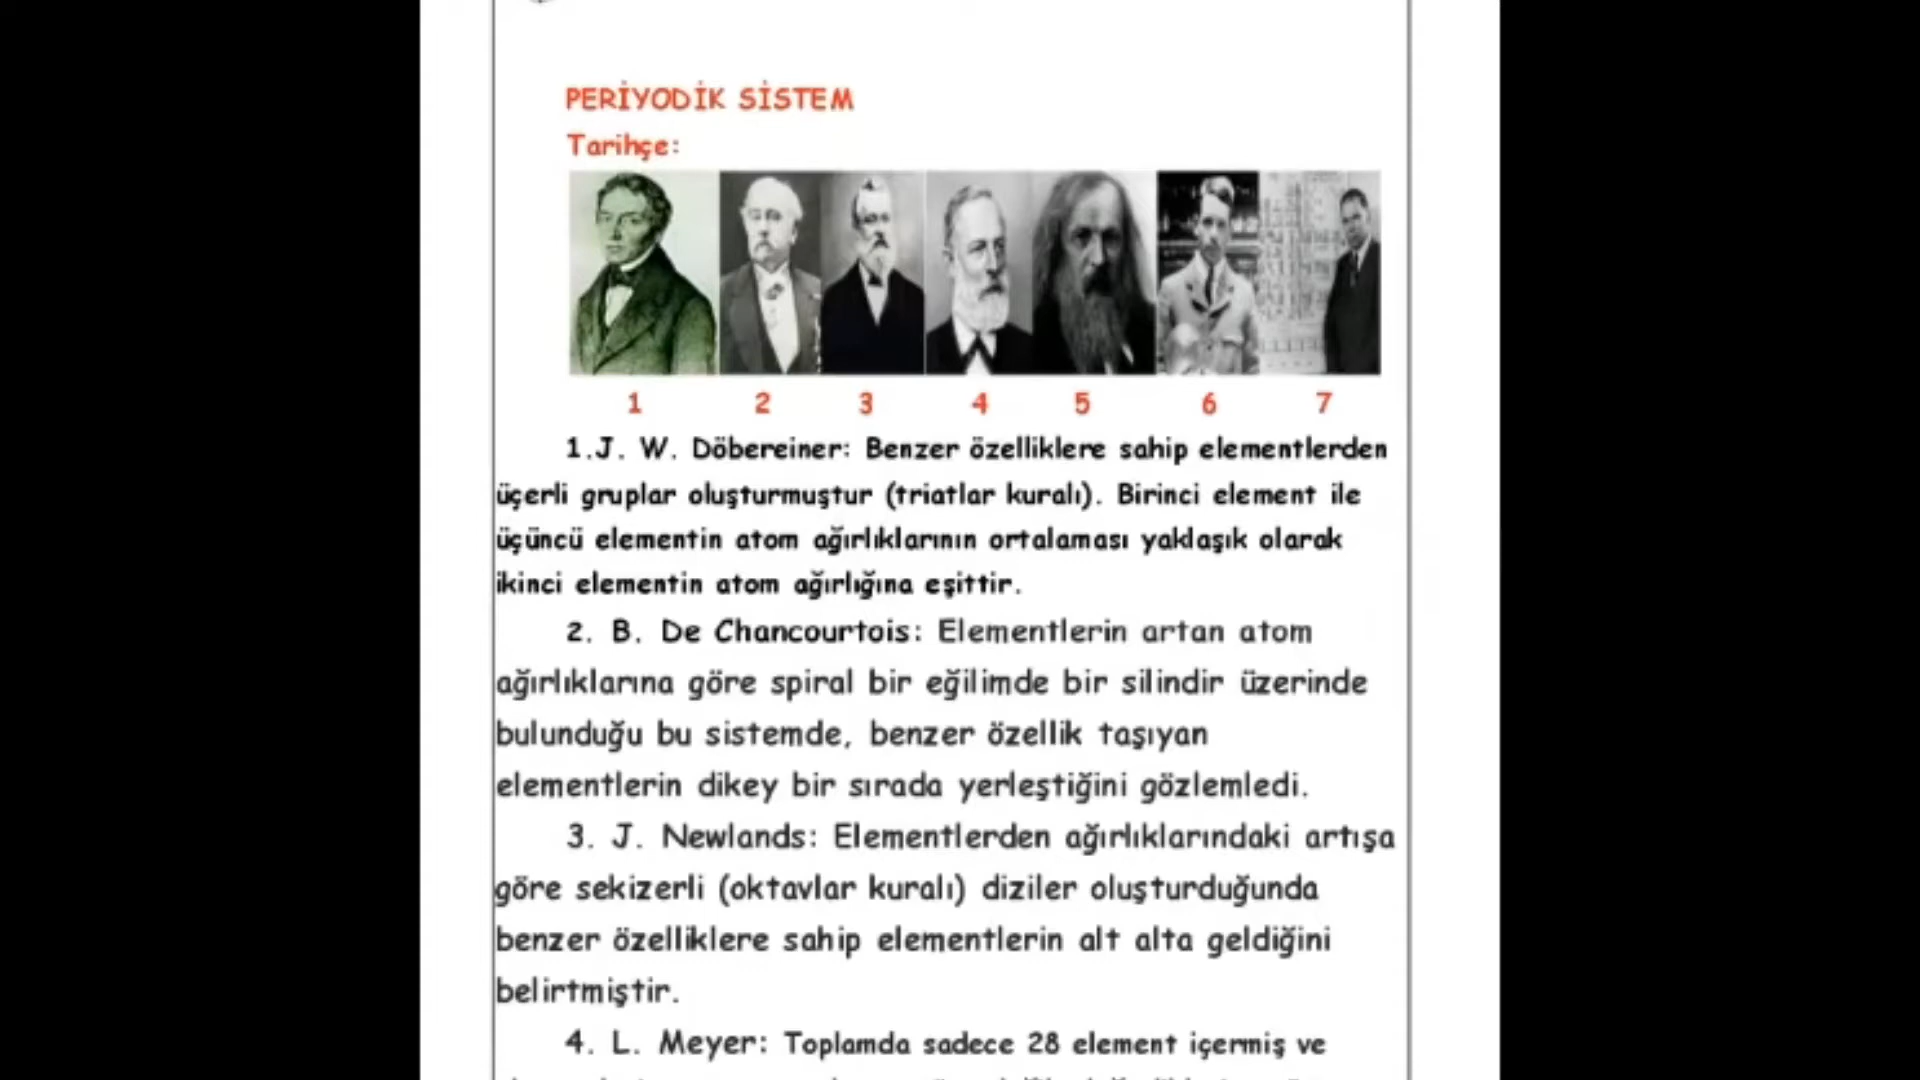 PERİYODİK SİSTEM
Tarihçe:
1 2 3 4 5 6 7
1.J. W. Döbereiner: Benzer özelliklere sahip elementlerden
üçerli gruplar oluşturmuştur (triatlar kuralı). Birinci element ile
üçüncü elementin atom ağırlıklarının ortalaması yaklaşık olarak
ikinci elementin atom ağırlığına eşittir.
2. B. De Chancourtois: Elementlerin artan atom
ağırlıklarına göre spiral bir eğilimde bir silindir üzerinde
bulunduğu bu sistemde, benzer özellik taşıyan
elementlerin dikey bir sırada yerleştiğini gözlemledi.
3. J. Newlands: Elementlerden ağırlıklarındaki artışa
göre sekizerli (oktavlar kuralı) diziler oluşturduğunda
benzer özelliklere sahip elementlerin alt alta geldiğini
belirtmiştir.
4. L. Meyer: Toplamda sadece 28 element içermiş ve